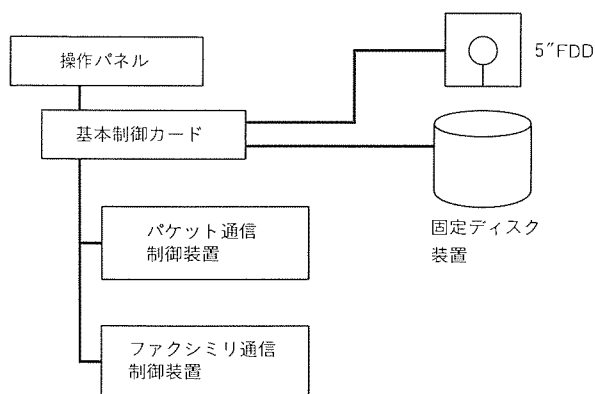 操作パネル
5″FDD
基本制御カード
パケット通信
制御装置
固定ディスク
装置
ファクシミリ通信
制御装置